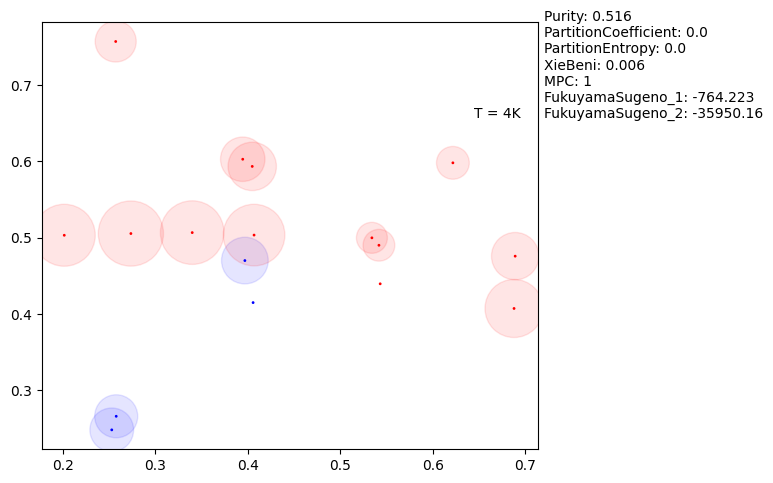 Purity: 0.516
PartitionCoefficient: 0.0
PartitionEntropy: 0.0
XieBeni: 0.006
MPC: 1
FukuyamaSugeno_1: -764.223
FukuyamaSugeno_2: -35950.16
T = 4K
0.7
0.6
0.5
0.4
0.3
0.2 0.3 0.4 0.5 0.6 0.7